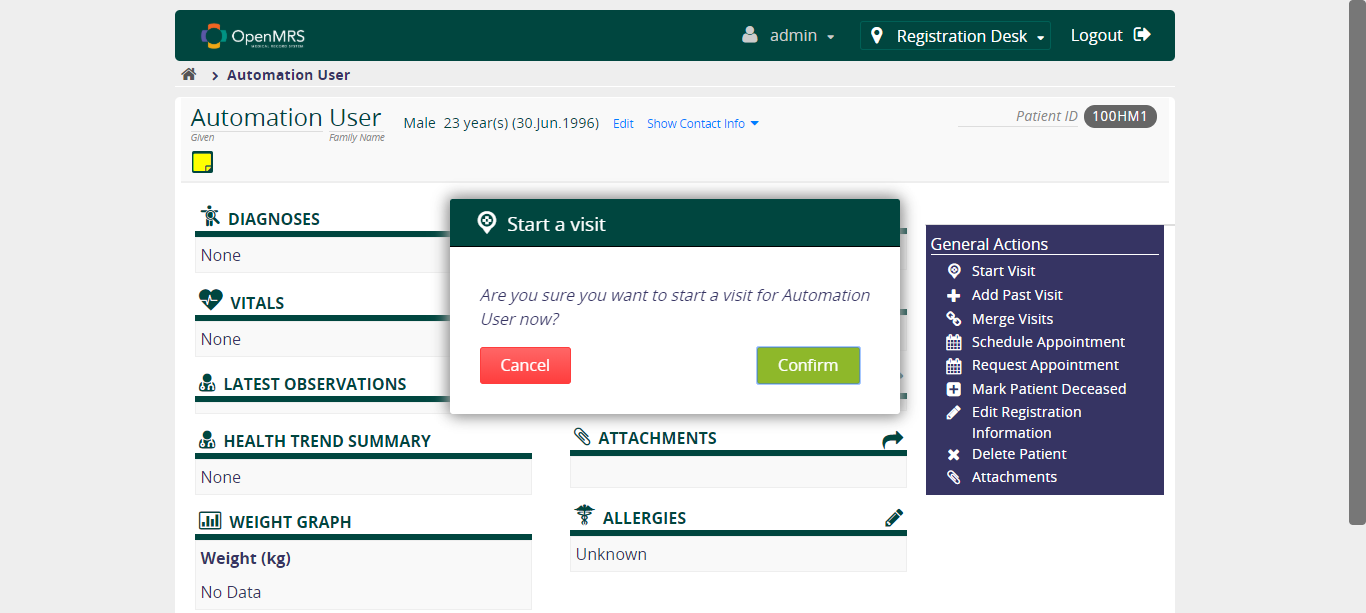 OpenMRS
MEDICAL RECORD SYSTEM
admin
Registration Desk
Logout
Automation User
Automation User
Given
Family Name
Male 23 year(s) (30.Jun.1996)
Edit
Show Contact Info
Patient ID
100HM1
DIAGNOSES
None
VITALS
None
LATEST OBSERVATIONS
HEALTH TREND SUMMARY
None
WEIGHT GRAPH
Weight (kg)
No Data
Start a visit
Are you sure you want to start a visit for Automation
User now?
Cancel
Confirm
ATTACHMENTS
ALLERGIES
Unknown
General Actions
Start Visit
Add Past Visit
Merge Visits
Schedule Appointment
Request Appointment
Mark Patient Deceased
Edit Registration
Information
Delete Patient
Attachments